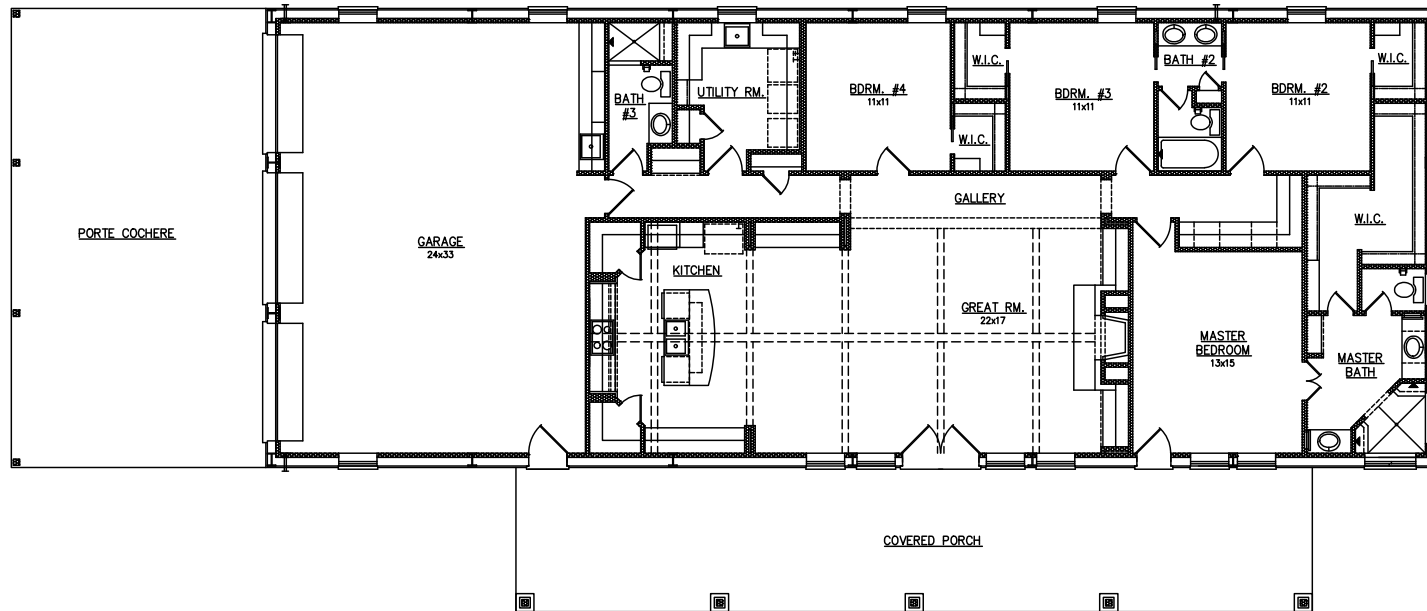 W.I.C.
W.I.C.
BATH #2
BDRM. #4
11x11
BDRM. #3
11x11
BDRM. #2
11x11
UTILITY RM.
BATH
#3
W.I.C.
GALLERY
W.I.C.
PORTE COCHERE
GARAGE
24x33
KITCHEN
GREAT RM.
22x17
MASTER
BEDROOM
13x15
MASTER
BATH
COVERED PORCH